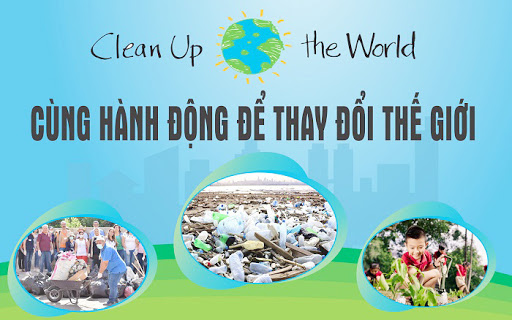 Clean Up the World
CÙNG HÀNH ĐỘNG ĐỂ THAY ĐỔI THẾ GIỚI